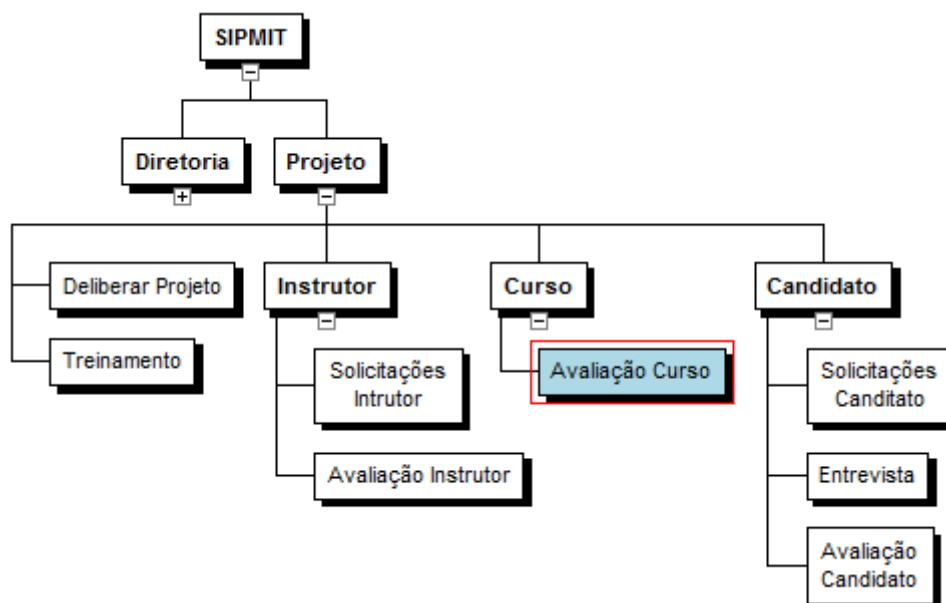 SIPMIT
Diretoria
Projeto
Deliberar Projeto
Treinamento
Instrutor
Solicitações
Intrutor
Avaliação Instrutor
Curso
Avaliação Curso
Candidato
Solicitações
Canditato
Entrevista
Avaliação
Candidato